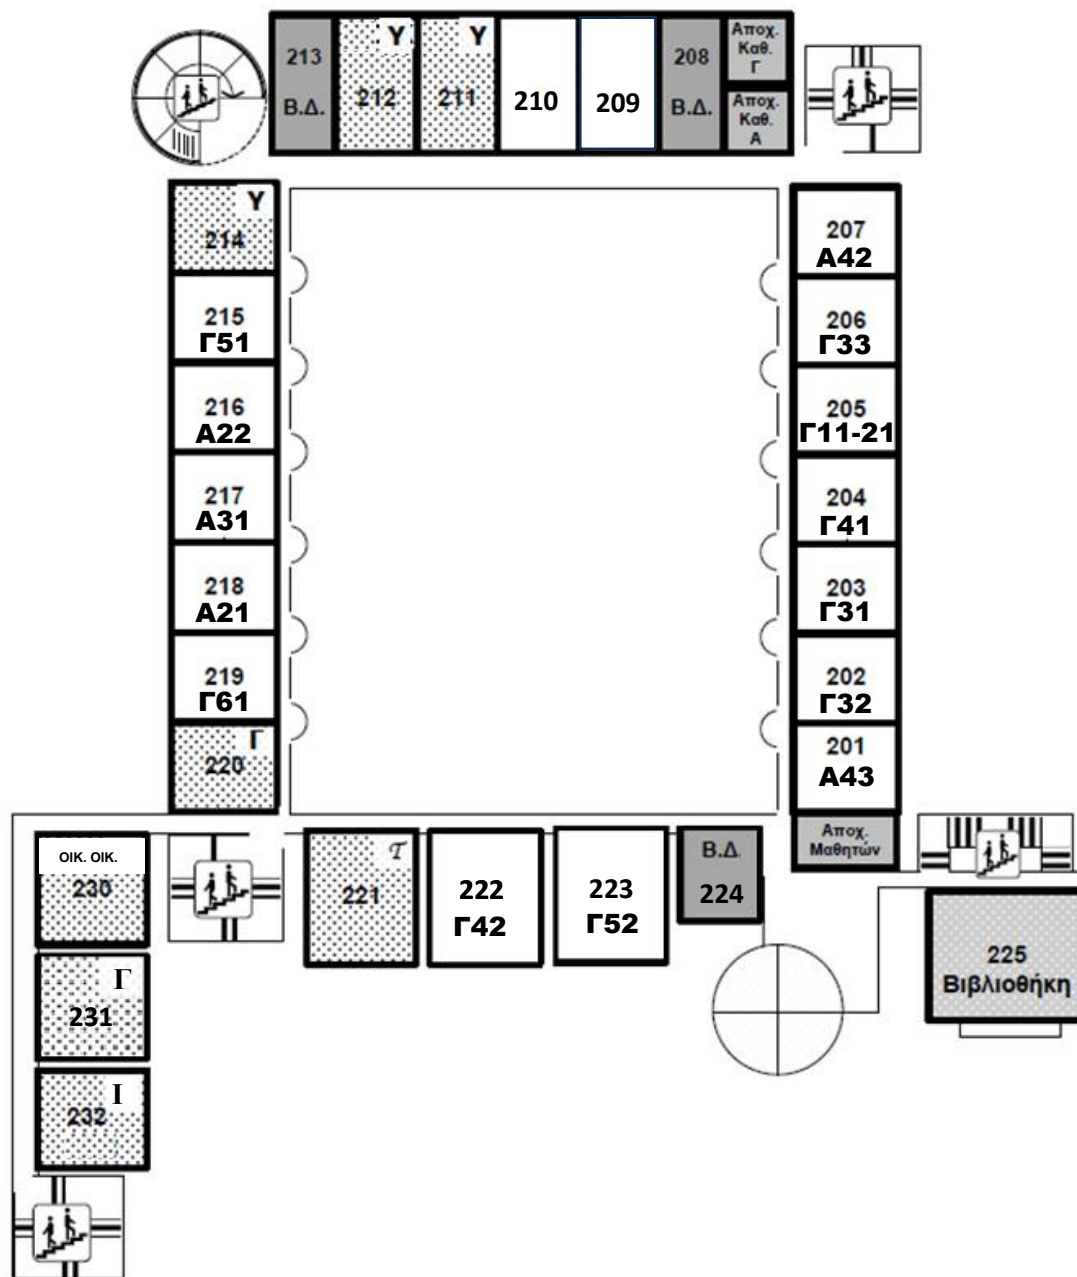 213
Β.Δ.
Υ
212
Υ
211
210
209
208
Β.Δ.
Αποχ.
Καθ.
Γ
Αποχ.
Καθ.
Α
Υ
214
215
Γ51
216
Α22
217
Α31
218
Α21
219
Γ61
Γ
220
207
Α42
206
Γ33
205
Γ11-21
204
Γ41
203
Γ31
202
Γ32
201
Α43
Αποχ.
Μαθητών
ΟΙΚ. ΟΙΚ.
230
Γ
231
Ι
232
Τ
221
222
Γ42
223
Γ52
Β.Δ.
224
225
Βιβλιοθήκη